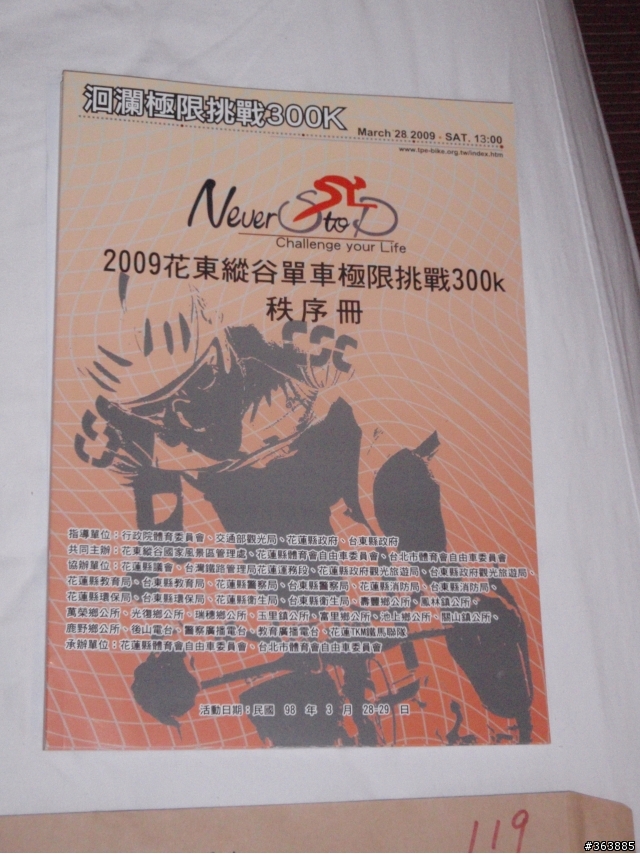 洄瀾極限挑戰300K
March 28 2009 - SAT. 13:00
www.tpe-bike.org.tw/index.htm
Never StoP
Challenge your Life
2009花東縱谷單車極限挑戰300k
秩序冊
CSC
指導單位：行政院體育委員會、交通部觀光局、花蓮縣政府、台東縣政府
共同主辦：花東縱谷國家風景區管理處、花蓮縣體育會自由車委員會、台北市體育會自由車委員會
協辦單位：花蓮縣議會、台灣鐵路管理局花蓮運務段、花蓮縣政府觀光旅遊局、台東縣政府觀光旅遊局、
花蓮縣教育局、台東縣教育局、花蓮縣警察局、台東縣警察局、花蓮縣消防局、台東縣消防局、
花蓮縣環保局、台東縣環保局、花蓮縣衛生局、台東縣衛生局、壽豐鄉公所、鳳林鎮公所、
萬榮鄉公所、光復鄉公所、瑞穗鄉公所、玉里鎮公所、富里鄉公所、池上鄉公所、關山鎮公所、
鹿野鄉公所、後山電台、警察廣播電台、教育廣播電台、花蓮TKM鐵馬聯隊
承辦單位：花蓮縣體育會自由車委員會、台北市體育會自由車委員會
活動日期：民國 98 年 3 月 28-29 日
119
#363885